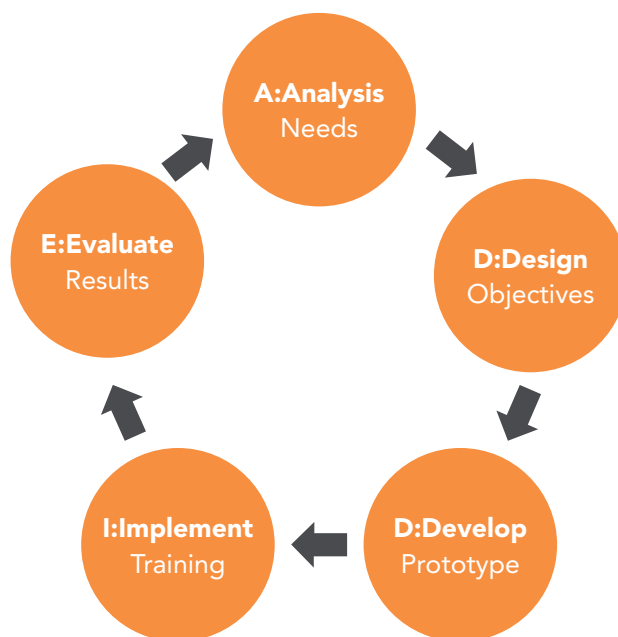 A:Analysis
Needs
D:Design
Objectives
D:Develop
Prototype
I:Implement
Training
E:Evaluate
Results